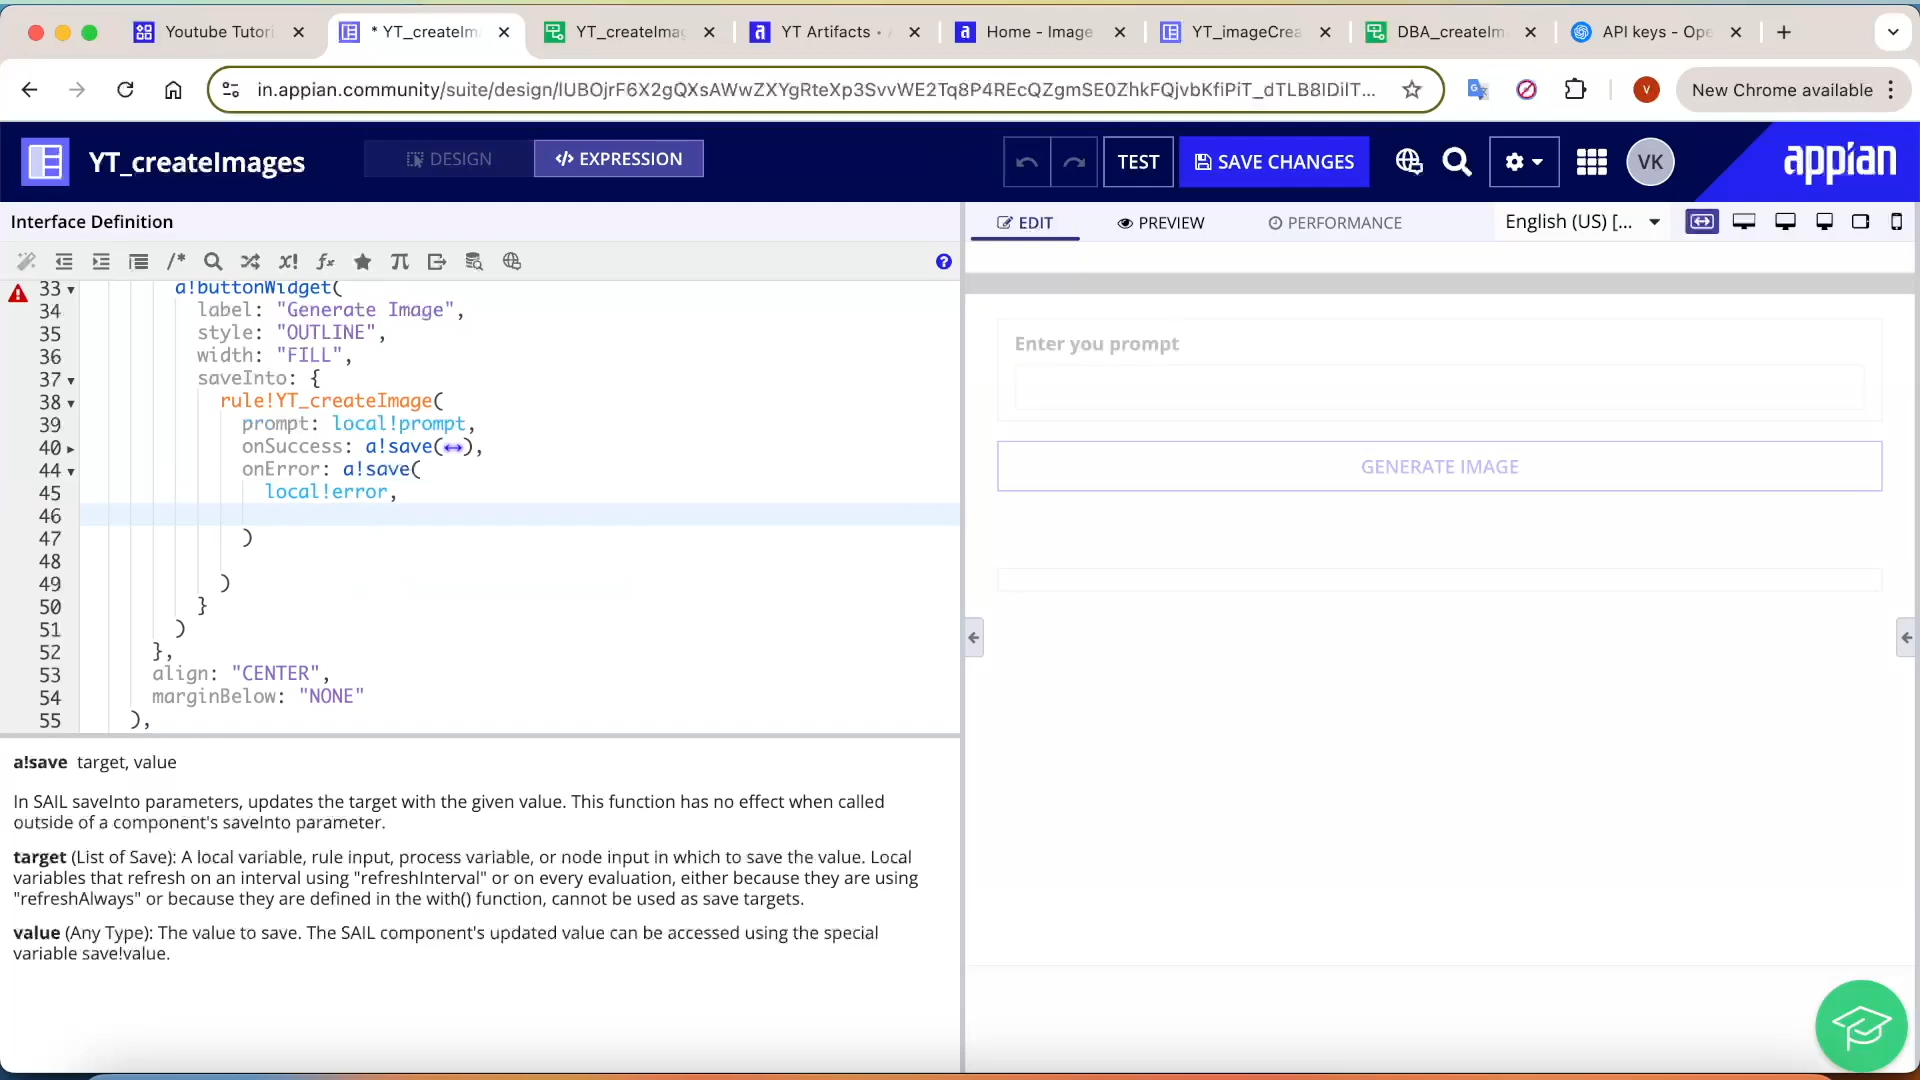 Youtube Tutori
* YT_createIm
YT_createImag
YT Artifacts • A
Home - Image
YT_imageCrea
DBA_createIm
API keys - Ope
in.appian.community/suite/design/lUBOjrF6X2gQXsAWwZXYgRteXp3SvvWE2Tq8P4REcQZgmSE0ZhkFQjvbKfiPiT_dTLB8lDilT...
V
New Chrome available
YT_createImages
DESIGN
</> EXPRESSION
TEST
SAVE CHANGES
VK
appian
Interface Definition
EDIT
PREVIEW
PERFORMANCE
English (US) [...
33 a!buttonWidget(
34 label: "Generate Image",
35 style: "OUTLINE",
36 width: "FILL",
37 saveInto: {
38 rule!YT_createImage(
39 prompt: local!prompt,
40 onSuccess: a!save(↔),
44 onError: a!save(
45 local!error,
46
47 )
48
49 )
50 }
51 )
52 },
53 align: "CENTER",
54 marginBelow: "NONE"
55 ),
Enter you prompt
GENERATE IMAGE
a!save target, value
In SAIL saveInto parameters, updates the target with the given value. This function has no effect when called
outside of a component's saveInto parameter.
target (List of Save): A local variable, rule input, process variable, or node input in which to save the value. Local
variables that refresh on an interval using "refreshInterval" or on every evaluation, either because they are using
"refreshAlways" or because they are defined in the with() function, cannot be used as save targets.
value (Any Type): The value to save. The SAIL component's updated value can be accessed using the special
variable save!value.